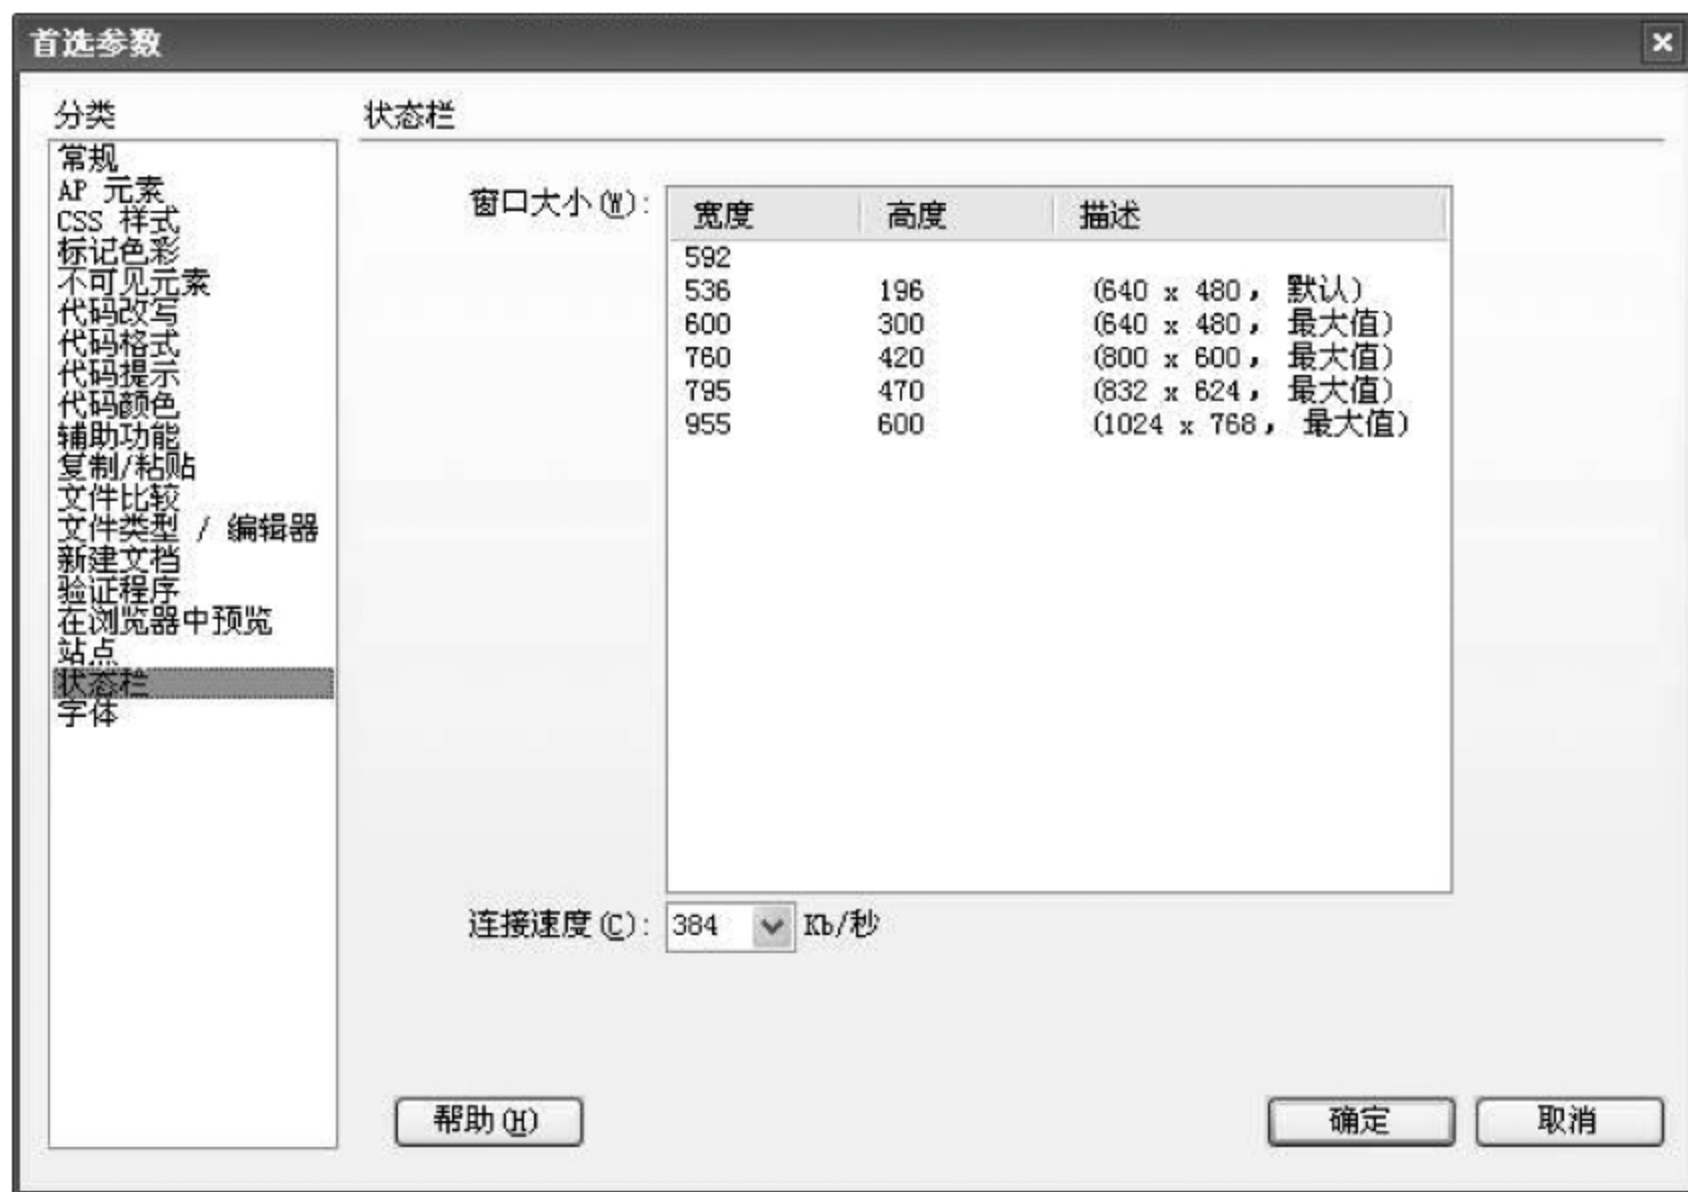 首选参数
分类
常规
AP 元素
CSS 样式
标记色彩
不可见元素
代码改写
代码格式
代码提示
代码颜色
辅助功能
复制/粘贴
文件比较
文件类型 / 编辑器
新建文档
验证程序
在浏览器中预览
站点
状态栏
字体
状态栏
窗口大小(W):
宽度 高度 描述
592
536 196 (640 x 480, 默认)
600 300 (640 x 480, 最大值)
760 420 (800 x 600, 最大值)
795 470 (832 x 624, 最大值)
955 600 (1024 x 768, 最大值)
连接速度(C): 384 Kb/秒
帮助(H) 确定 取消